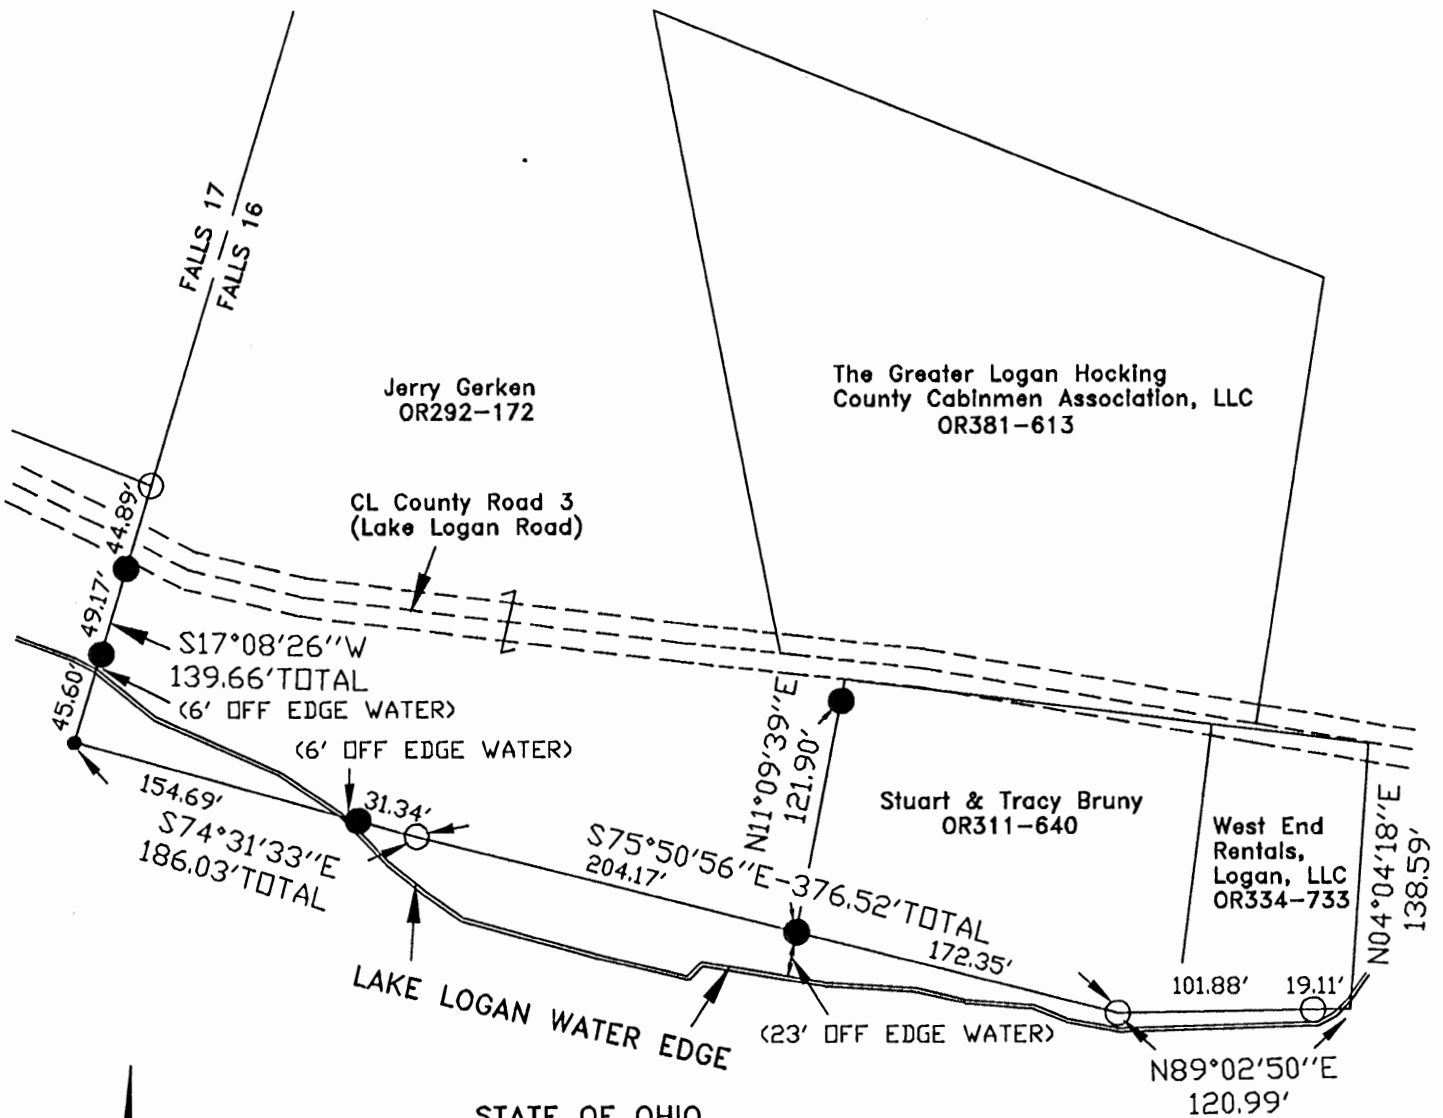 FALLS 17
FALLS 16
Jerry Gerken
OR292-172
The Greater Logan Hocking
County Cabinmen Association, LLC
OR381-613
CL County Road 3
(Lake Logan Road)
44.89'
49.17'
45.60'
S17°08'26"W
139.66'TOTAL
(6' OFF EDGE WATER)
(6' OFF EDGE WATER)
154.69'
S74°31'33"E
186.03'TOTAL
31.34'
N11°09'39"E
121.90'
S75°50'56"E-376.52'TOTAL
204.17'
172.35'
Stuart & Tracy Bruny
OR311-640
West End
Rentals,
Logan, LLC
OR334-733
N04°04'18"E
138.59'
101.88'
19.11'
LAKE LOGAN WATER EDGE
(23' OFF EDGE WATER)
N89°02'50"E
120.99'
STATE OF OHIO